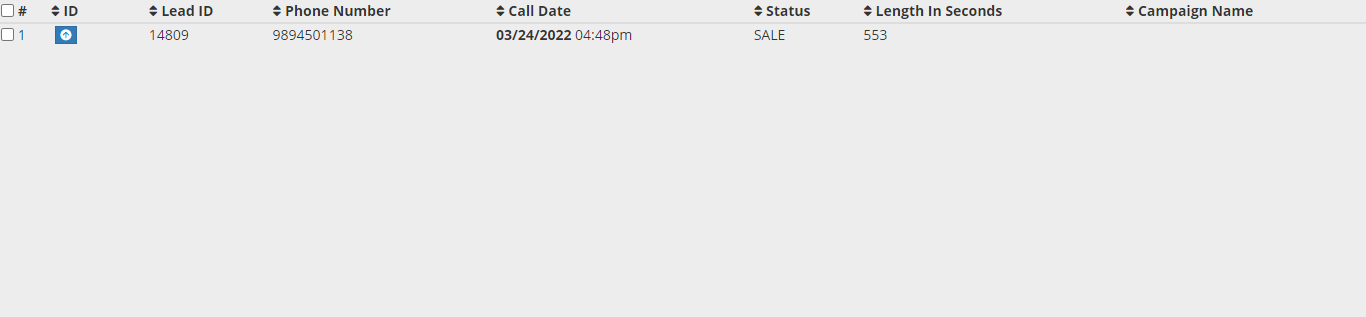 # ID Lead ID Phone Number Call Date Status Length In Seconds Campaign Name
1 14809 9894501138 03/24/2022 04:48pm SALE 553